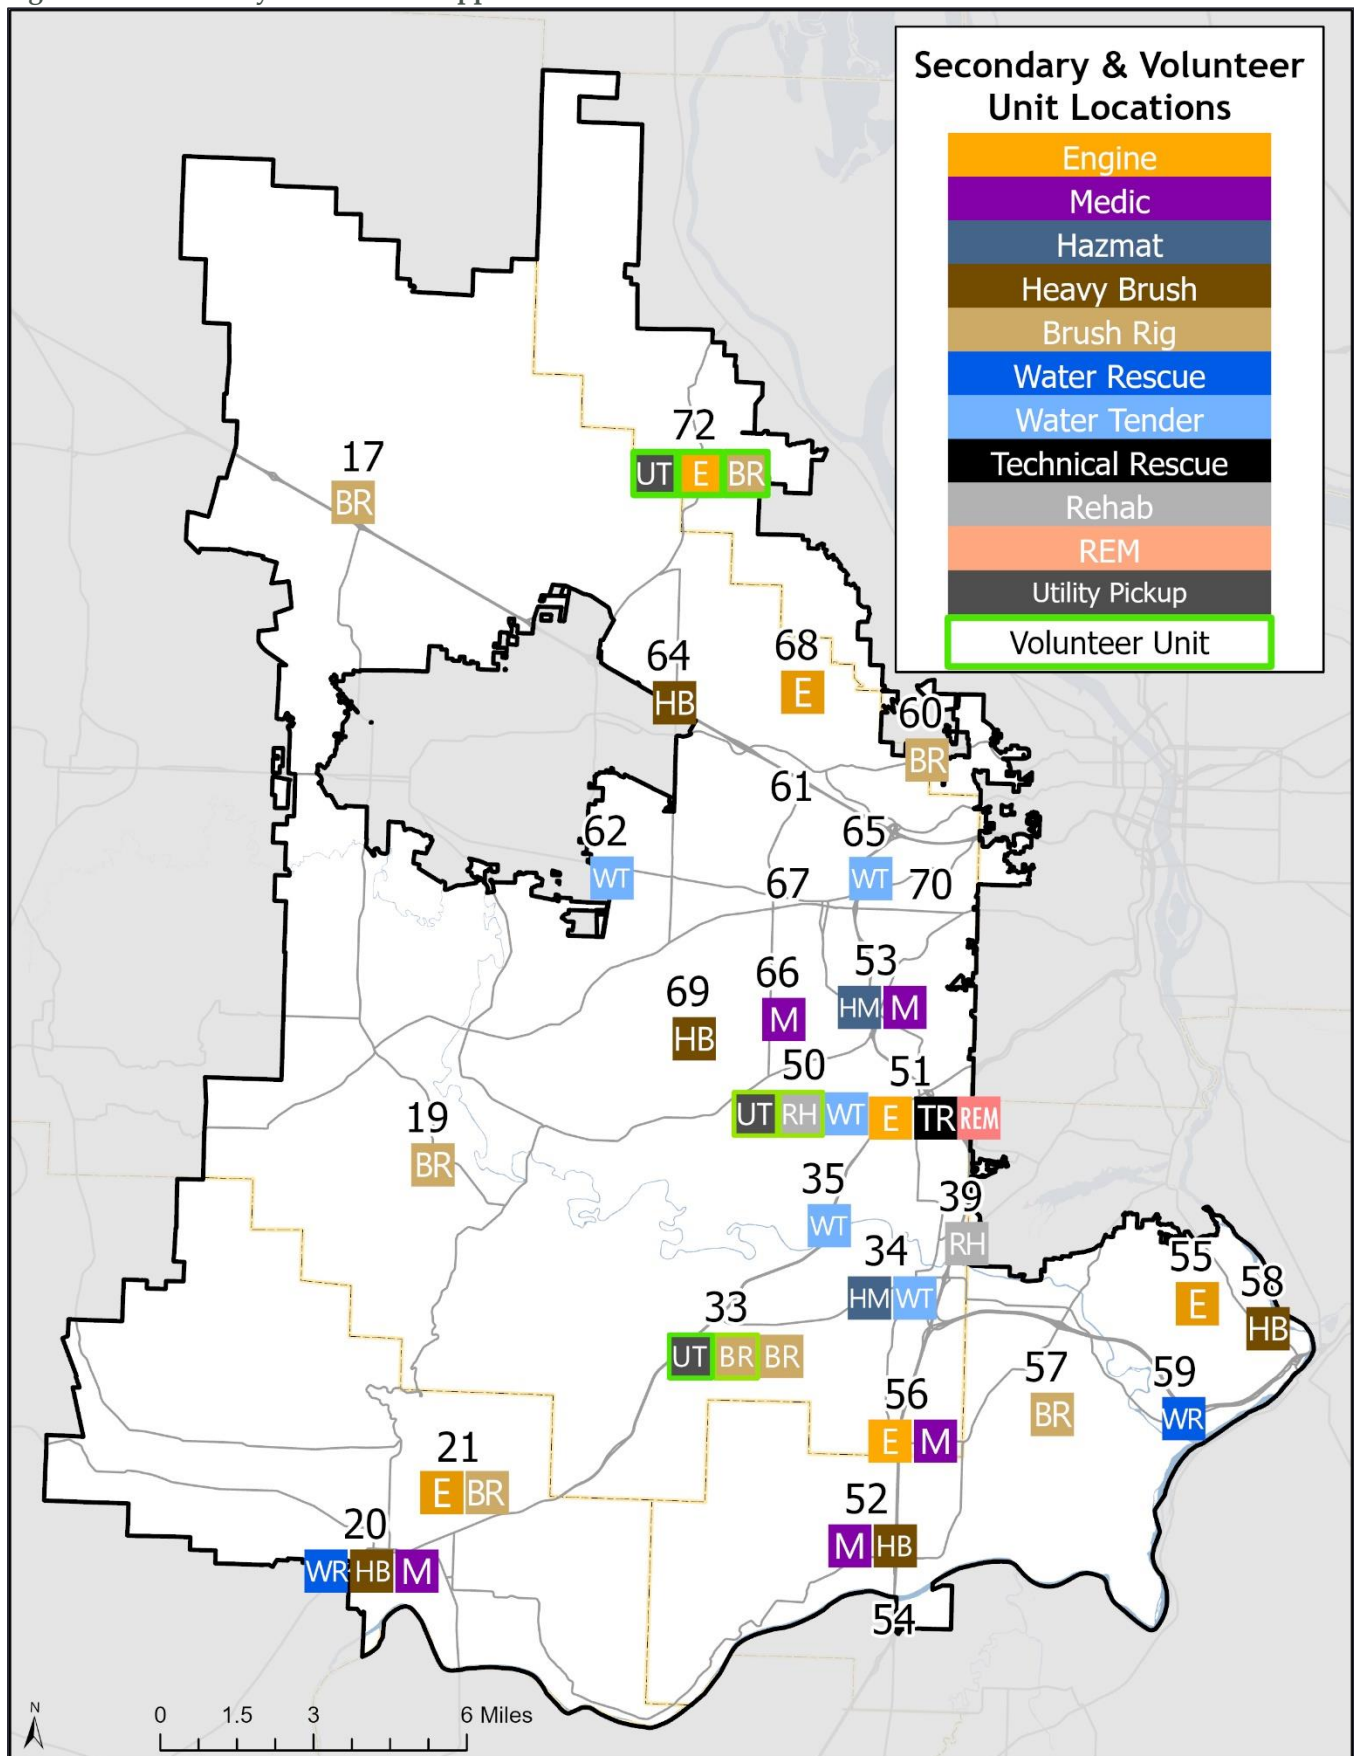 Secondary & Volunteer
Unit Locations
Engine
Medic
Hazmat
Heavy Brush
Brush Rig
Water Rescue
Water Tender
Technical Rescue
Rehab
REM
Utility Pickup
Volunteer Unit
72
UT E BR
17
BR
64
HB
68
E
60
BR
61
62
WT
65
WT
67
70
53
HM M
66
M
69
HB
50
UT RH WT
51
E TR REM
19
BR
35
WT
39
RH
34
HM WT
55
E
58
HB
33
UT BR BR
57
BR
59
WR
56
E M
21
E BR
52
M HB
20
WR HB M
54
N
0 1.5 3 6 Miles